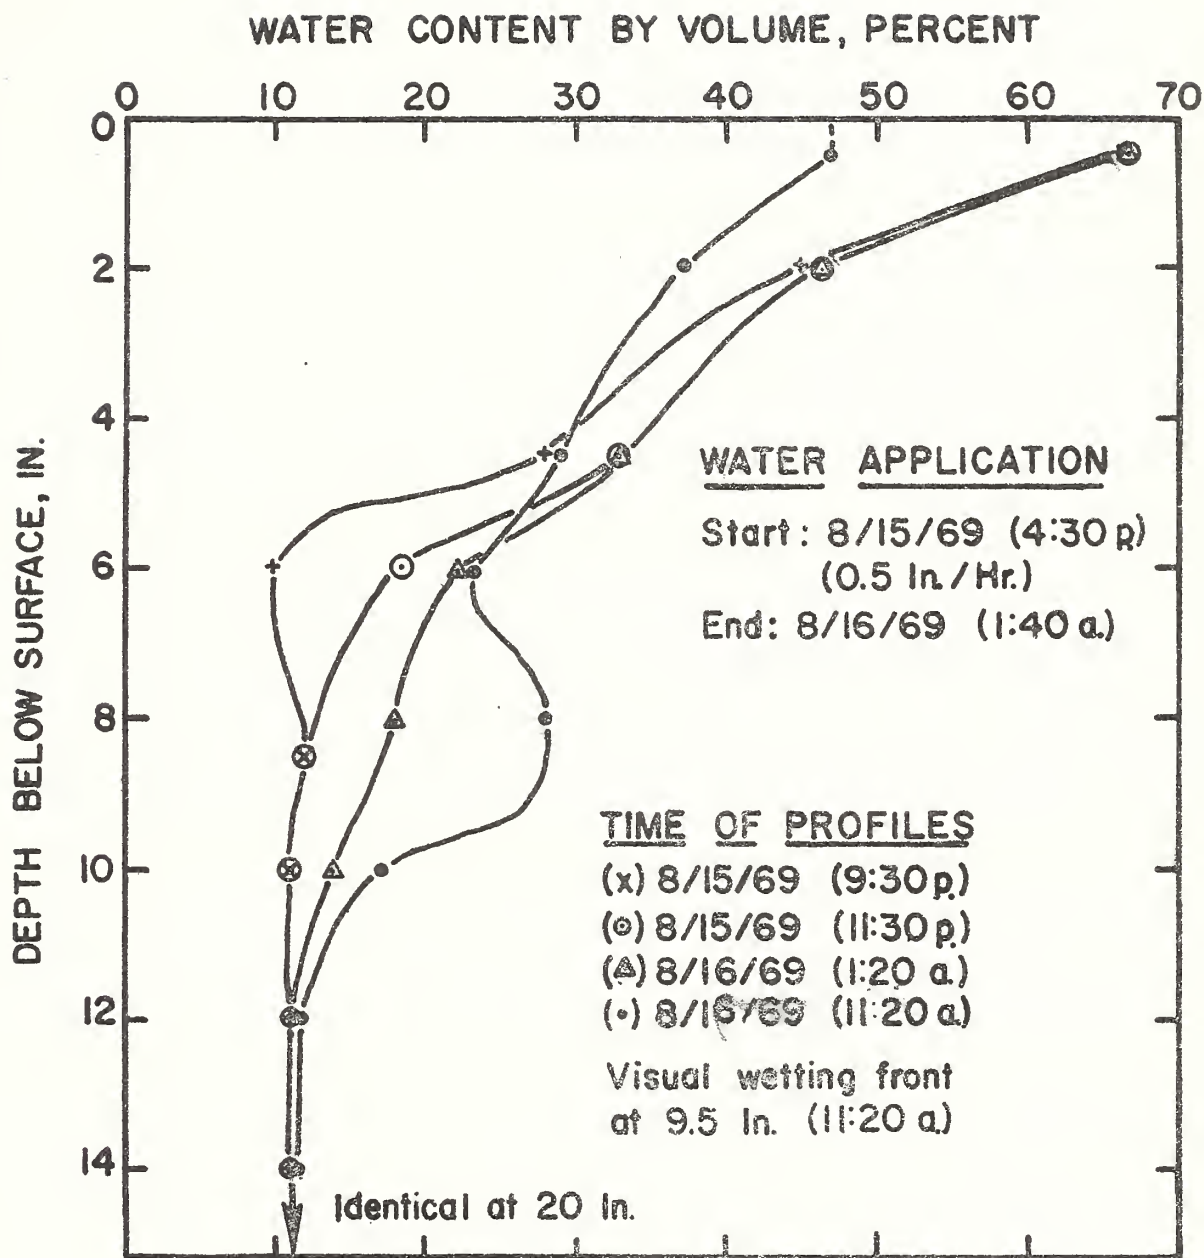 WATER CONTENT BY VOLUME, PERCENT
0 10 20 30 40 50 60 70
0
2
4
6
8
10
12
14
DEPTH BELOW SURFACE, IN.
WATER APPLICATION
Start: 8/15/69 (4:30 p.)
(0.5 In./Hr.)
End: 8/16/69 (1:40 a.)
TIME OF PROFILES
(x) 8/15/69 (9:30 p.)
(⊙) 8/15/69 (11:30 p.)
(△) 8/16/69 (1:20 a.)
(•) 8/16/69 (11:20 a.)
Visual wetting front
at 9.5 In. (11:20 a.)
Identical at 20 In.